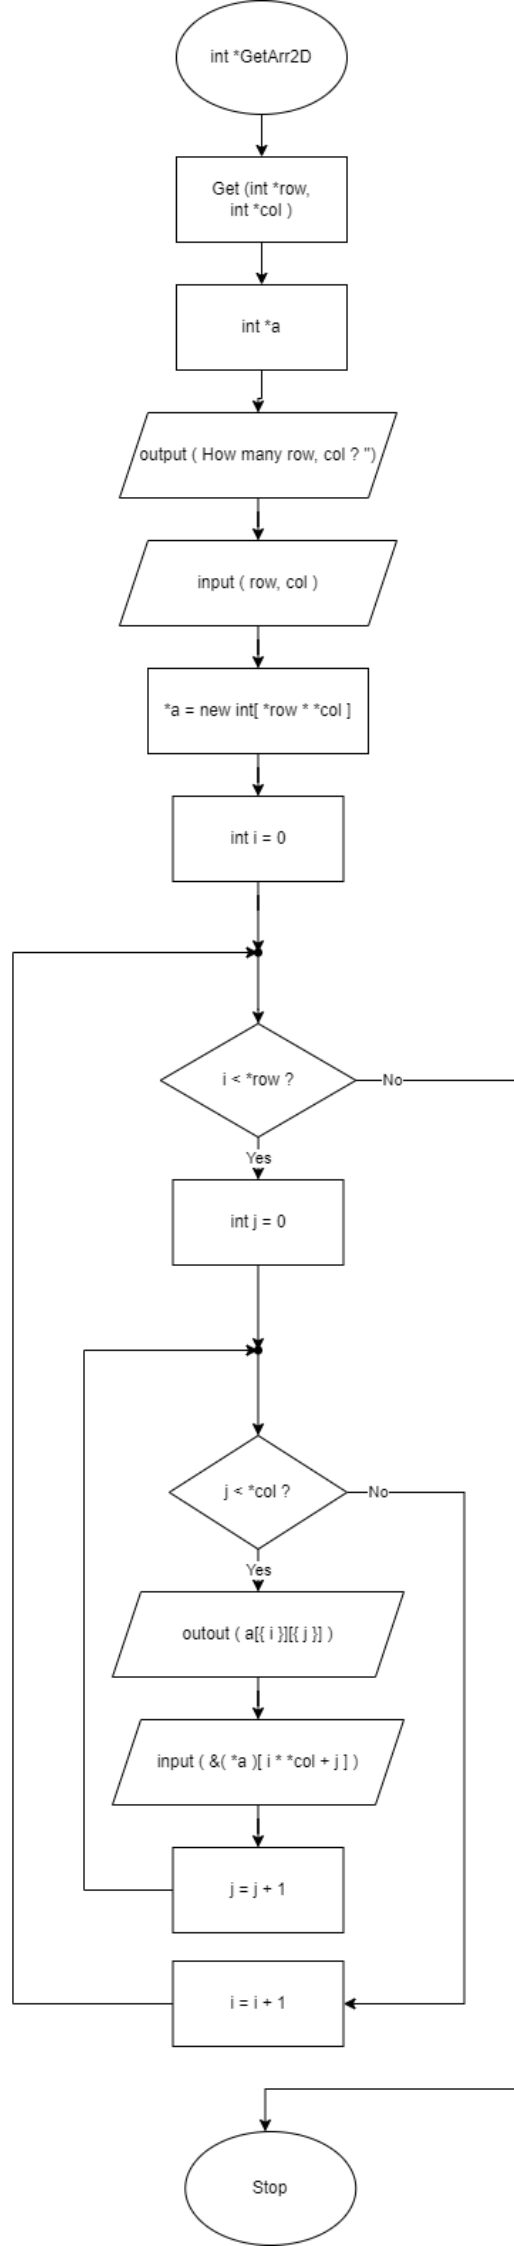 int *GetArr2D
Get (int *row,
int *col )
int *a
output ( How many row, col ? ")
input ( row, col )
*a = new int[ *row * *col ]
int i = 0
i < *row ?
No
Yes
int j = 0
j < *col ?
No
Yes
outout ( a[{ i }][{ j }] )
input ( &( *a )[ i * *col + j ] )
j = j + 1
i = i + 1
Stop